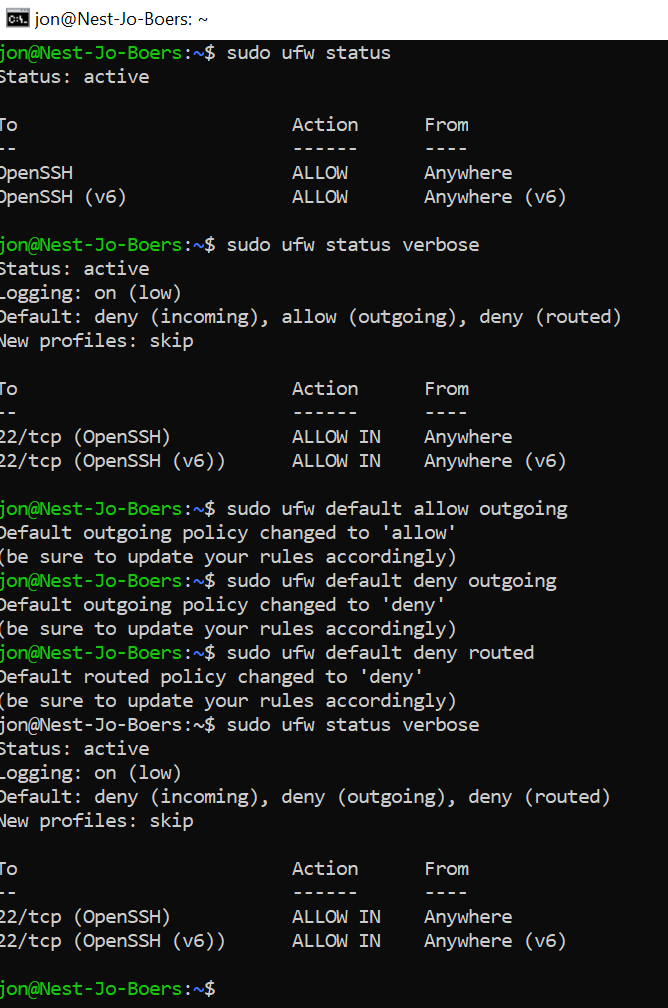 jon@Nest-Jo-Boers: ~
jon@Nest-Jo-Boers:~$ sudo ufw status
Status: active
To Action From
-- ------ ----
OpenSSH ALLOW Anywhere
OpenSSH (v6) ALLOW Anywhere (v6)
jon@Nest-Jo-Boers:~$ sudo ufw status verbose
Status: active
Logging: on (low)
Default: deny (incoming), allow (outgoing), deny (routed)
New profiles: skip
To Action From
-- ------ ----
22/tcp (OpenSSH) ALLOW IN Anywhere
22/tcp (OpenSSH (v6)) ALLOW IN Anywhere (v6)
jon@Nest-Jo-Boers:~$ sudo ufw default allow outgoing
Default outgoing policy changed to 'allow'
(be sure to update your rules accordingly)
jon@Nest-Jo-Boers:~$ sudo ufw default deny outgoing
Default outgoing policy changed to 'deny'
(be sure to update your rules accordingly)
jon@Nest-Jo-Boers:~$ sudo ufw default deny routed
Default routed policy changed to 'deny'
(be sure to update your rules accordingly)
jon@Nest-Jo-Boers:~$ sudo ufw status verbose
Status: active
Logging: on (low)
Default: deny (incoming), deny (outgoing), deny (routed)
New profiles: skip
To Action From
-- ------ ----
22/tcp (OpenSSH) ALLOW IN Anywhere
22/tcp (OpenSSH (v6)) ALLOW IN Anywhere (v6)
jon@Nest-Jo-Boers:~$